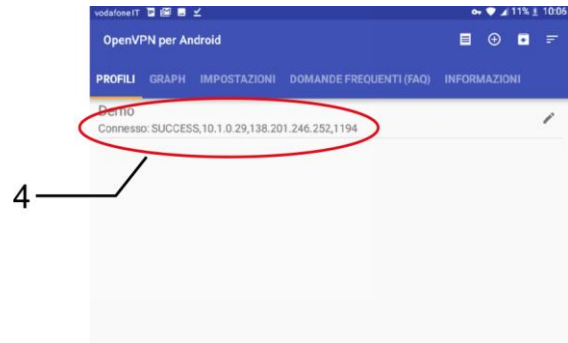 vodafone IT 11% 10:06
OpenVPN per Android
PROFILI GRAPH IMPOSTAZIONI DOMANDE FREQUENTI (FAQ) INFORMAZIONI
Demo
Connesso: SUCCESS,10.1.0.29,138.201.246.252,1194
4